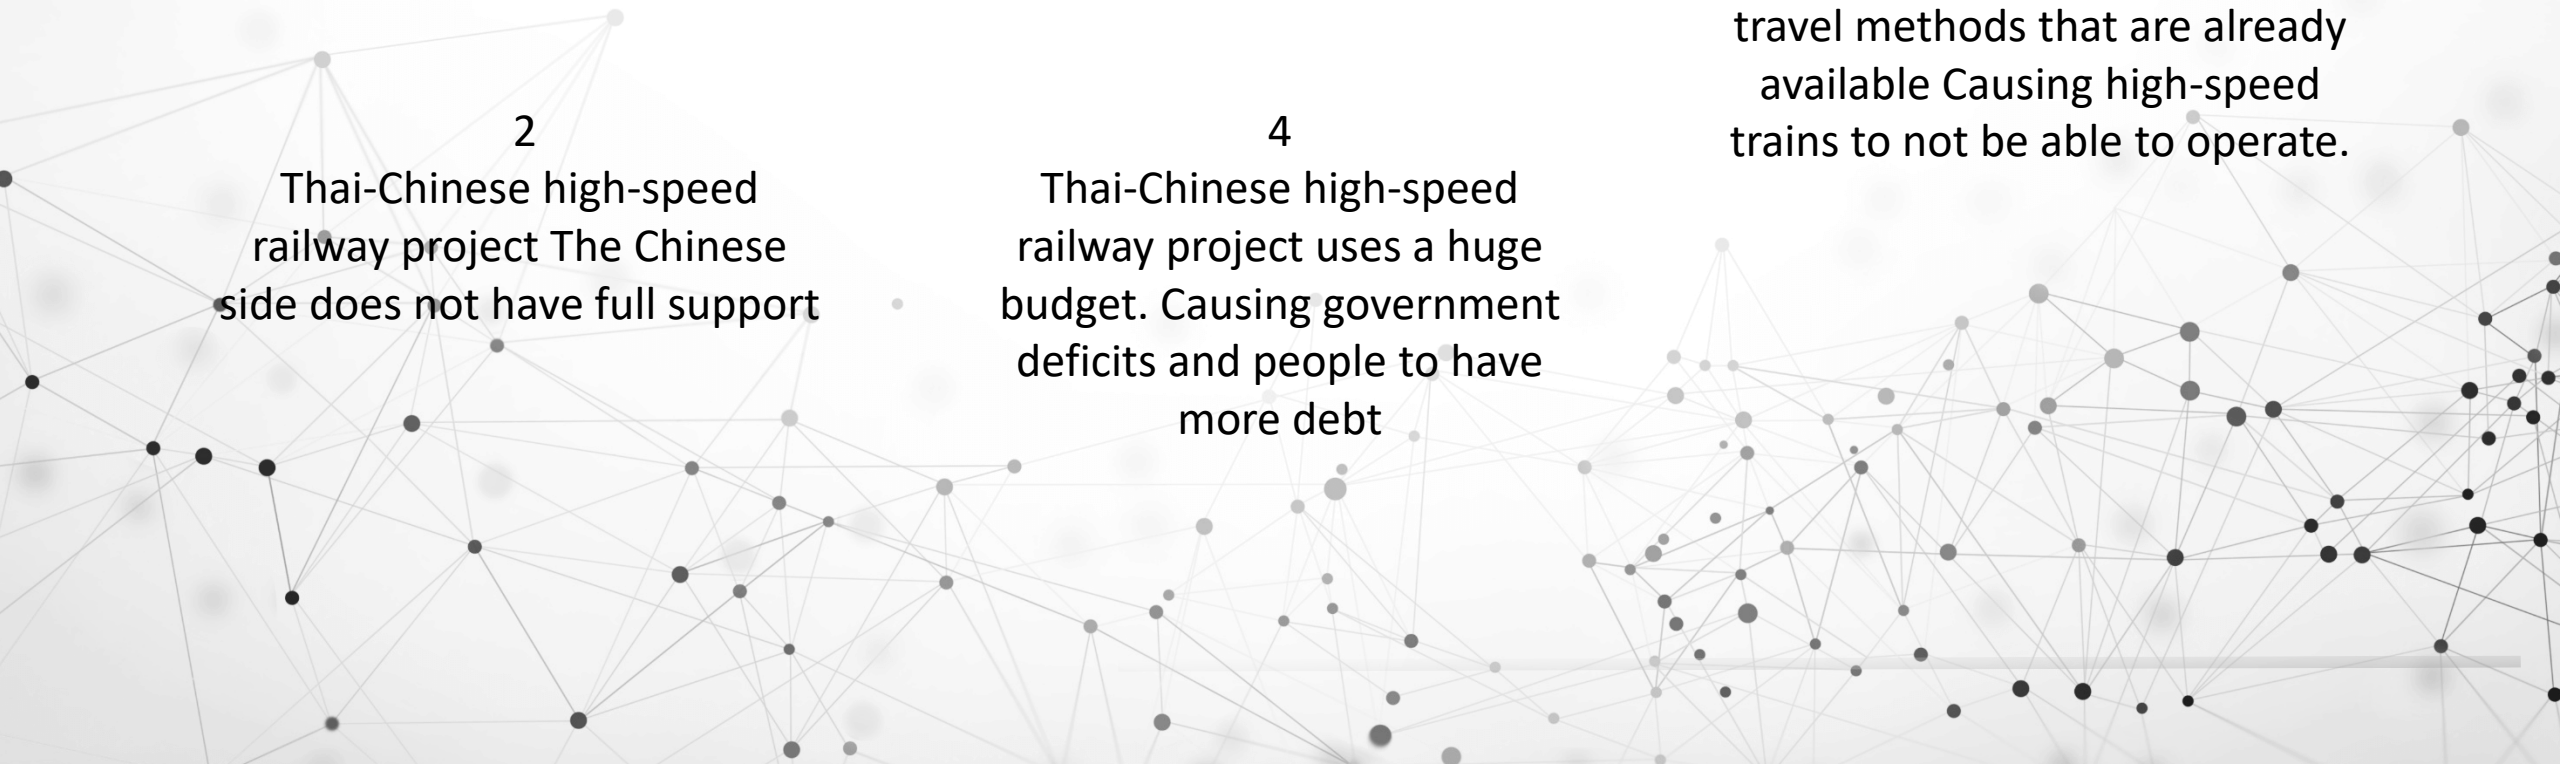 2
Thai-Chinese high-speed
railway project The Chinese
side does not have full support
4
Thai-Chinese high-speed
railway project uses a huge
budget. Causing government
deficits and people to have
more debt
travel methods that are already
available Causing high-speed
trains to not be able to operate.